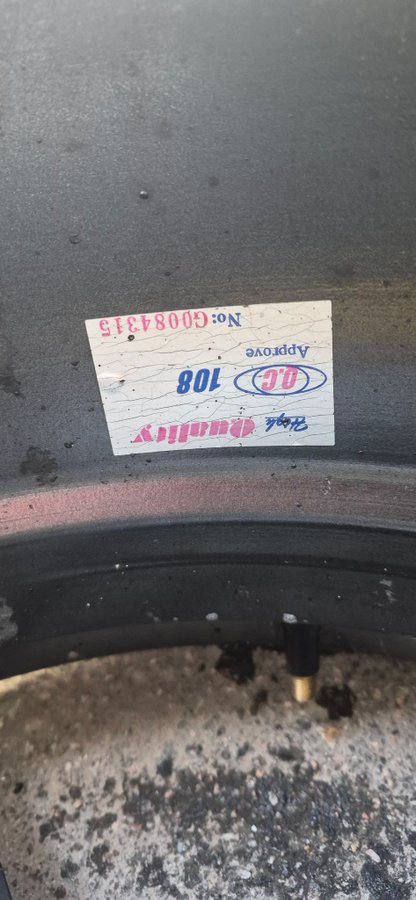 High Quality
Q.C 108
Approve
No: G0084315